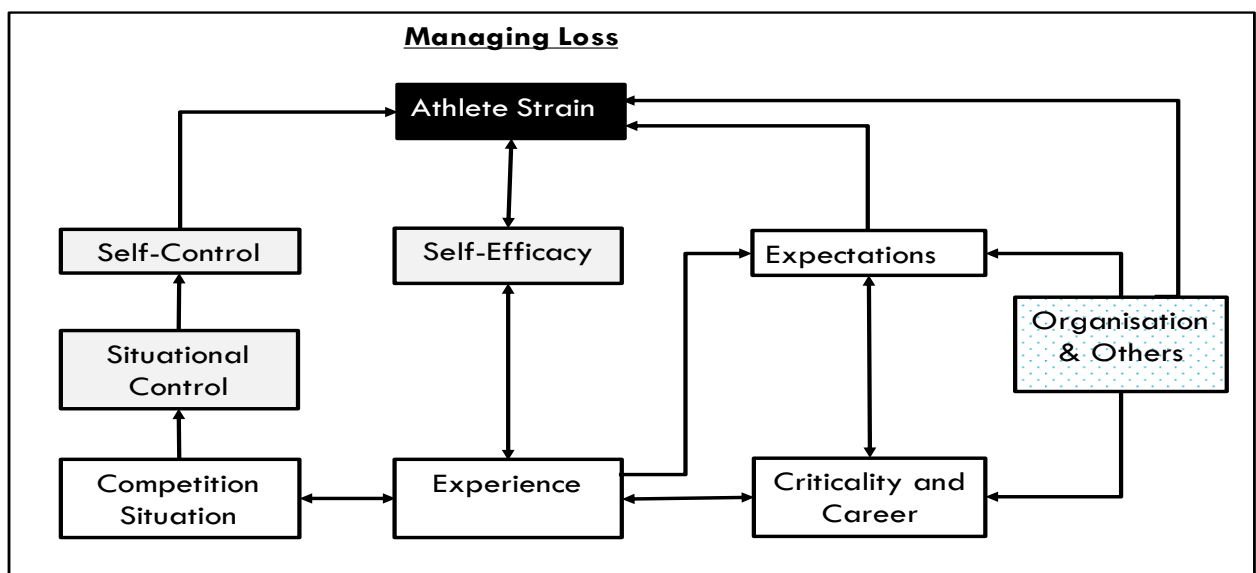 Managing Loss
Athlete Strain
Self-Control
Self-Efficacy
Expectations
Organisation
& Others
Situational
Control
Competition
Situation
Experience
Criticality and
Career